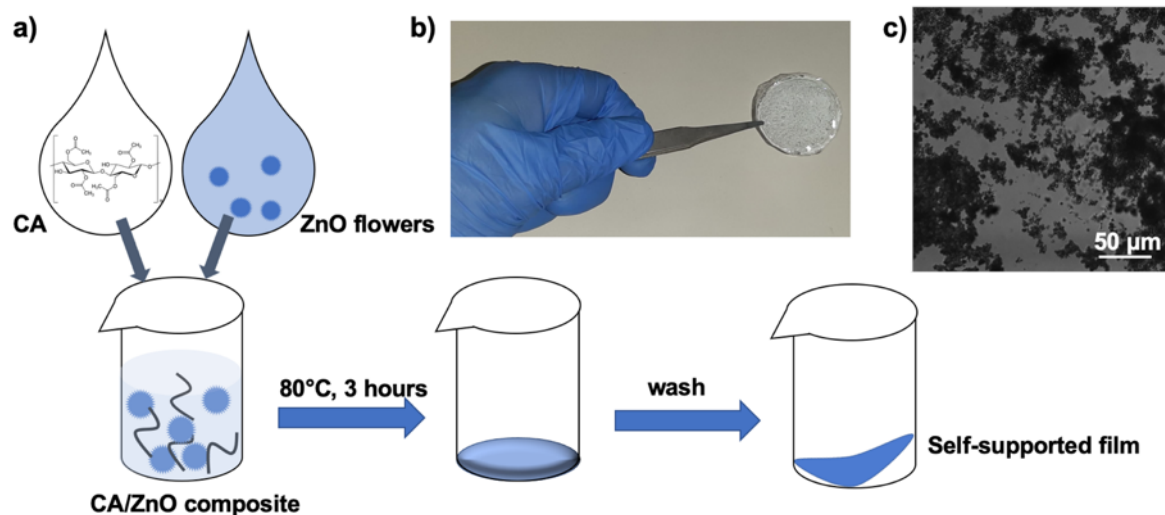 a)
b)
c)
CA
ZnO flowers
50 µm
80°C, 3 hours
wash
Self-supported film
CA/ZnO composite